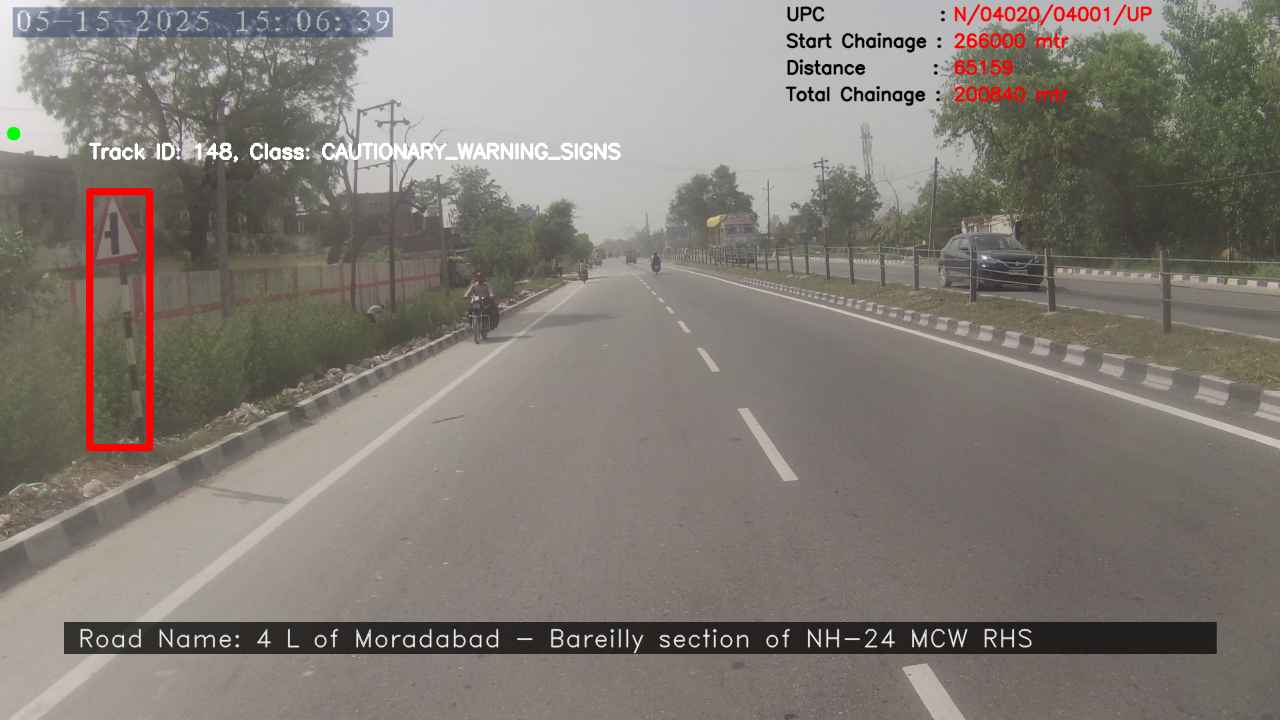 05-15-2025 15:06:39
UPC : N/04020/04001/UP
Start Chainage : 266000 mtr
Distance : 65159
Total Chainage : 200840 mtr
Track ID: 148, Class: CAUTIONARY_WARNING_SIGNS
Road Name: 4 L of Moradabad - Bareilly section of NH-24 MCW RHS